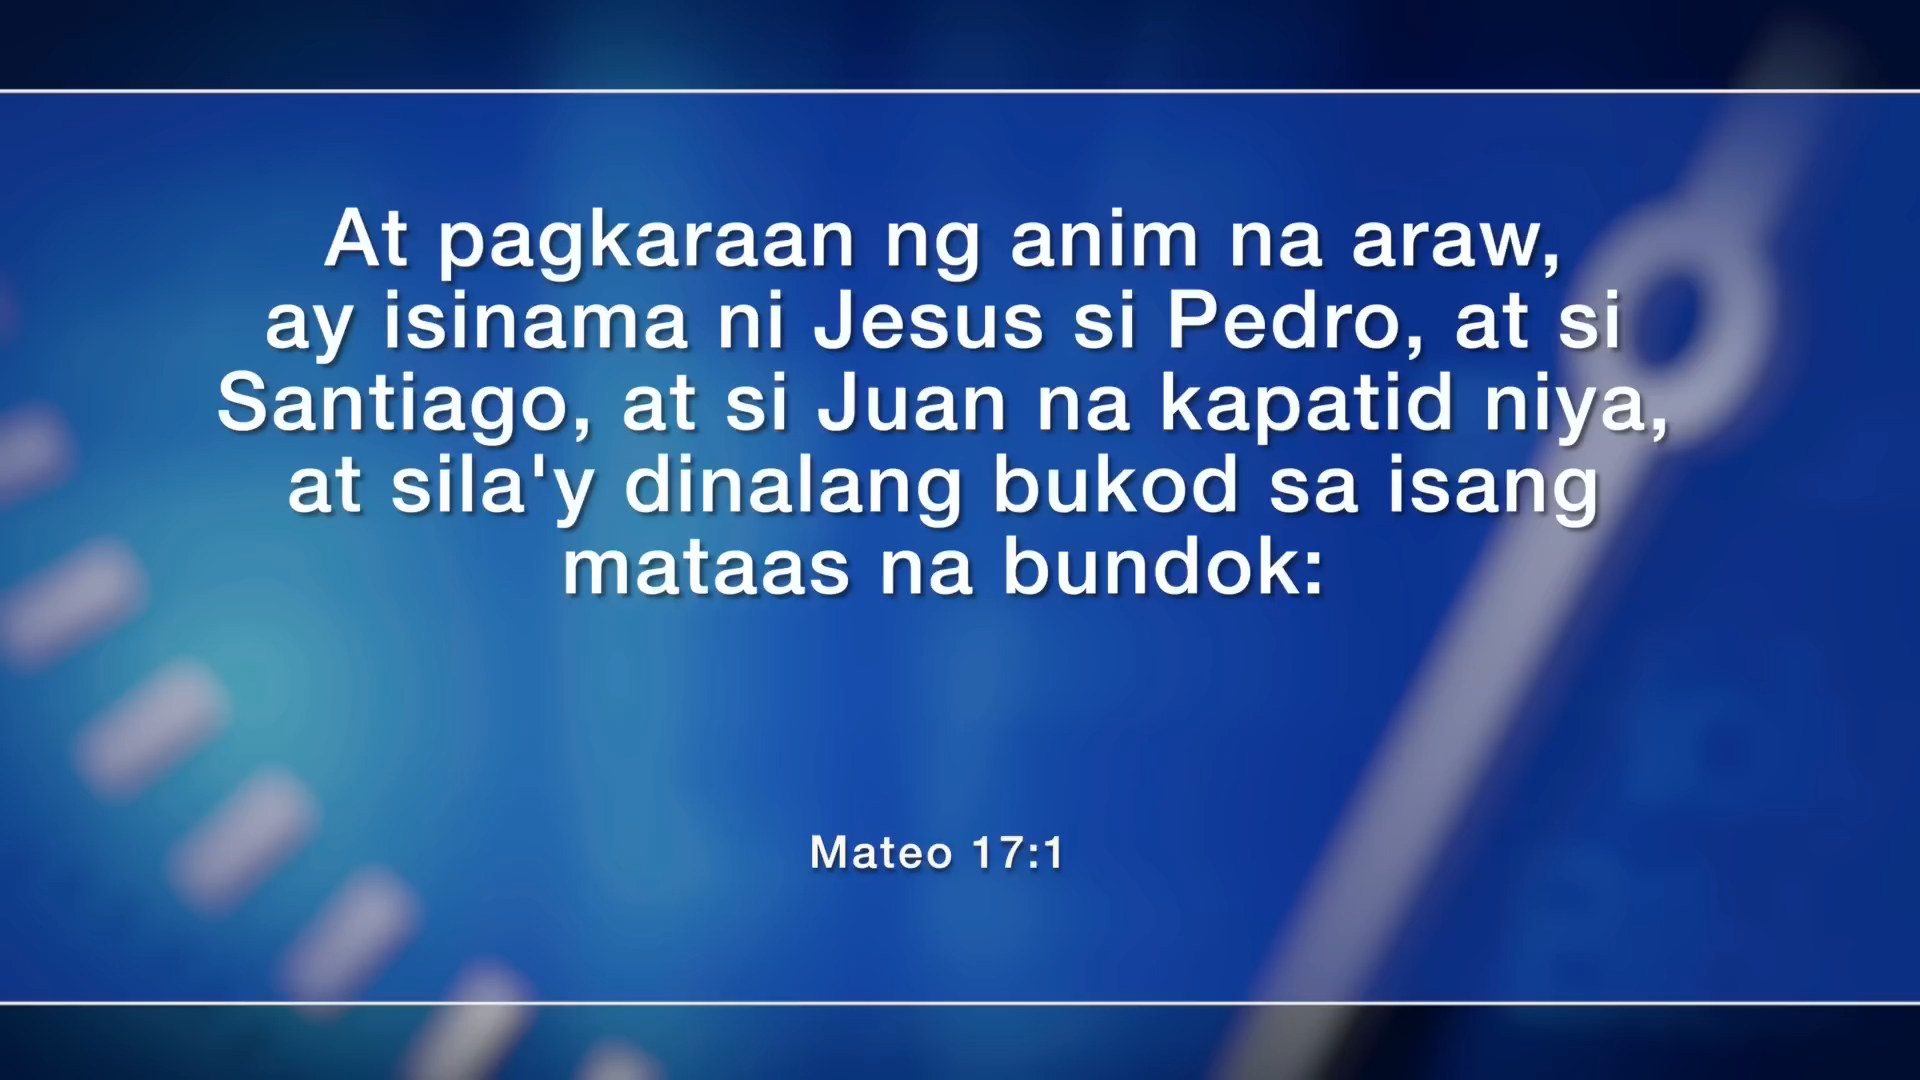 At pagkaraan ng anim na araw,
ay isinama ni Jesus si Pedro, at si
Santiago, at si Juan na kapatid niya,
at sila'y dinalang bukod sa isang
mataas na bundok:
Mateo 17:1